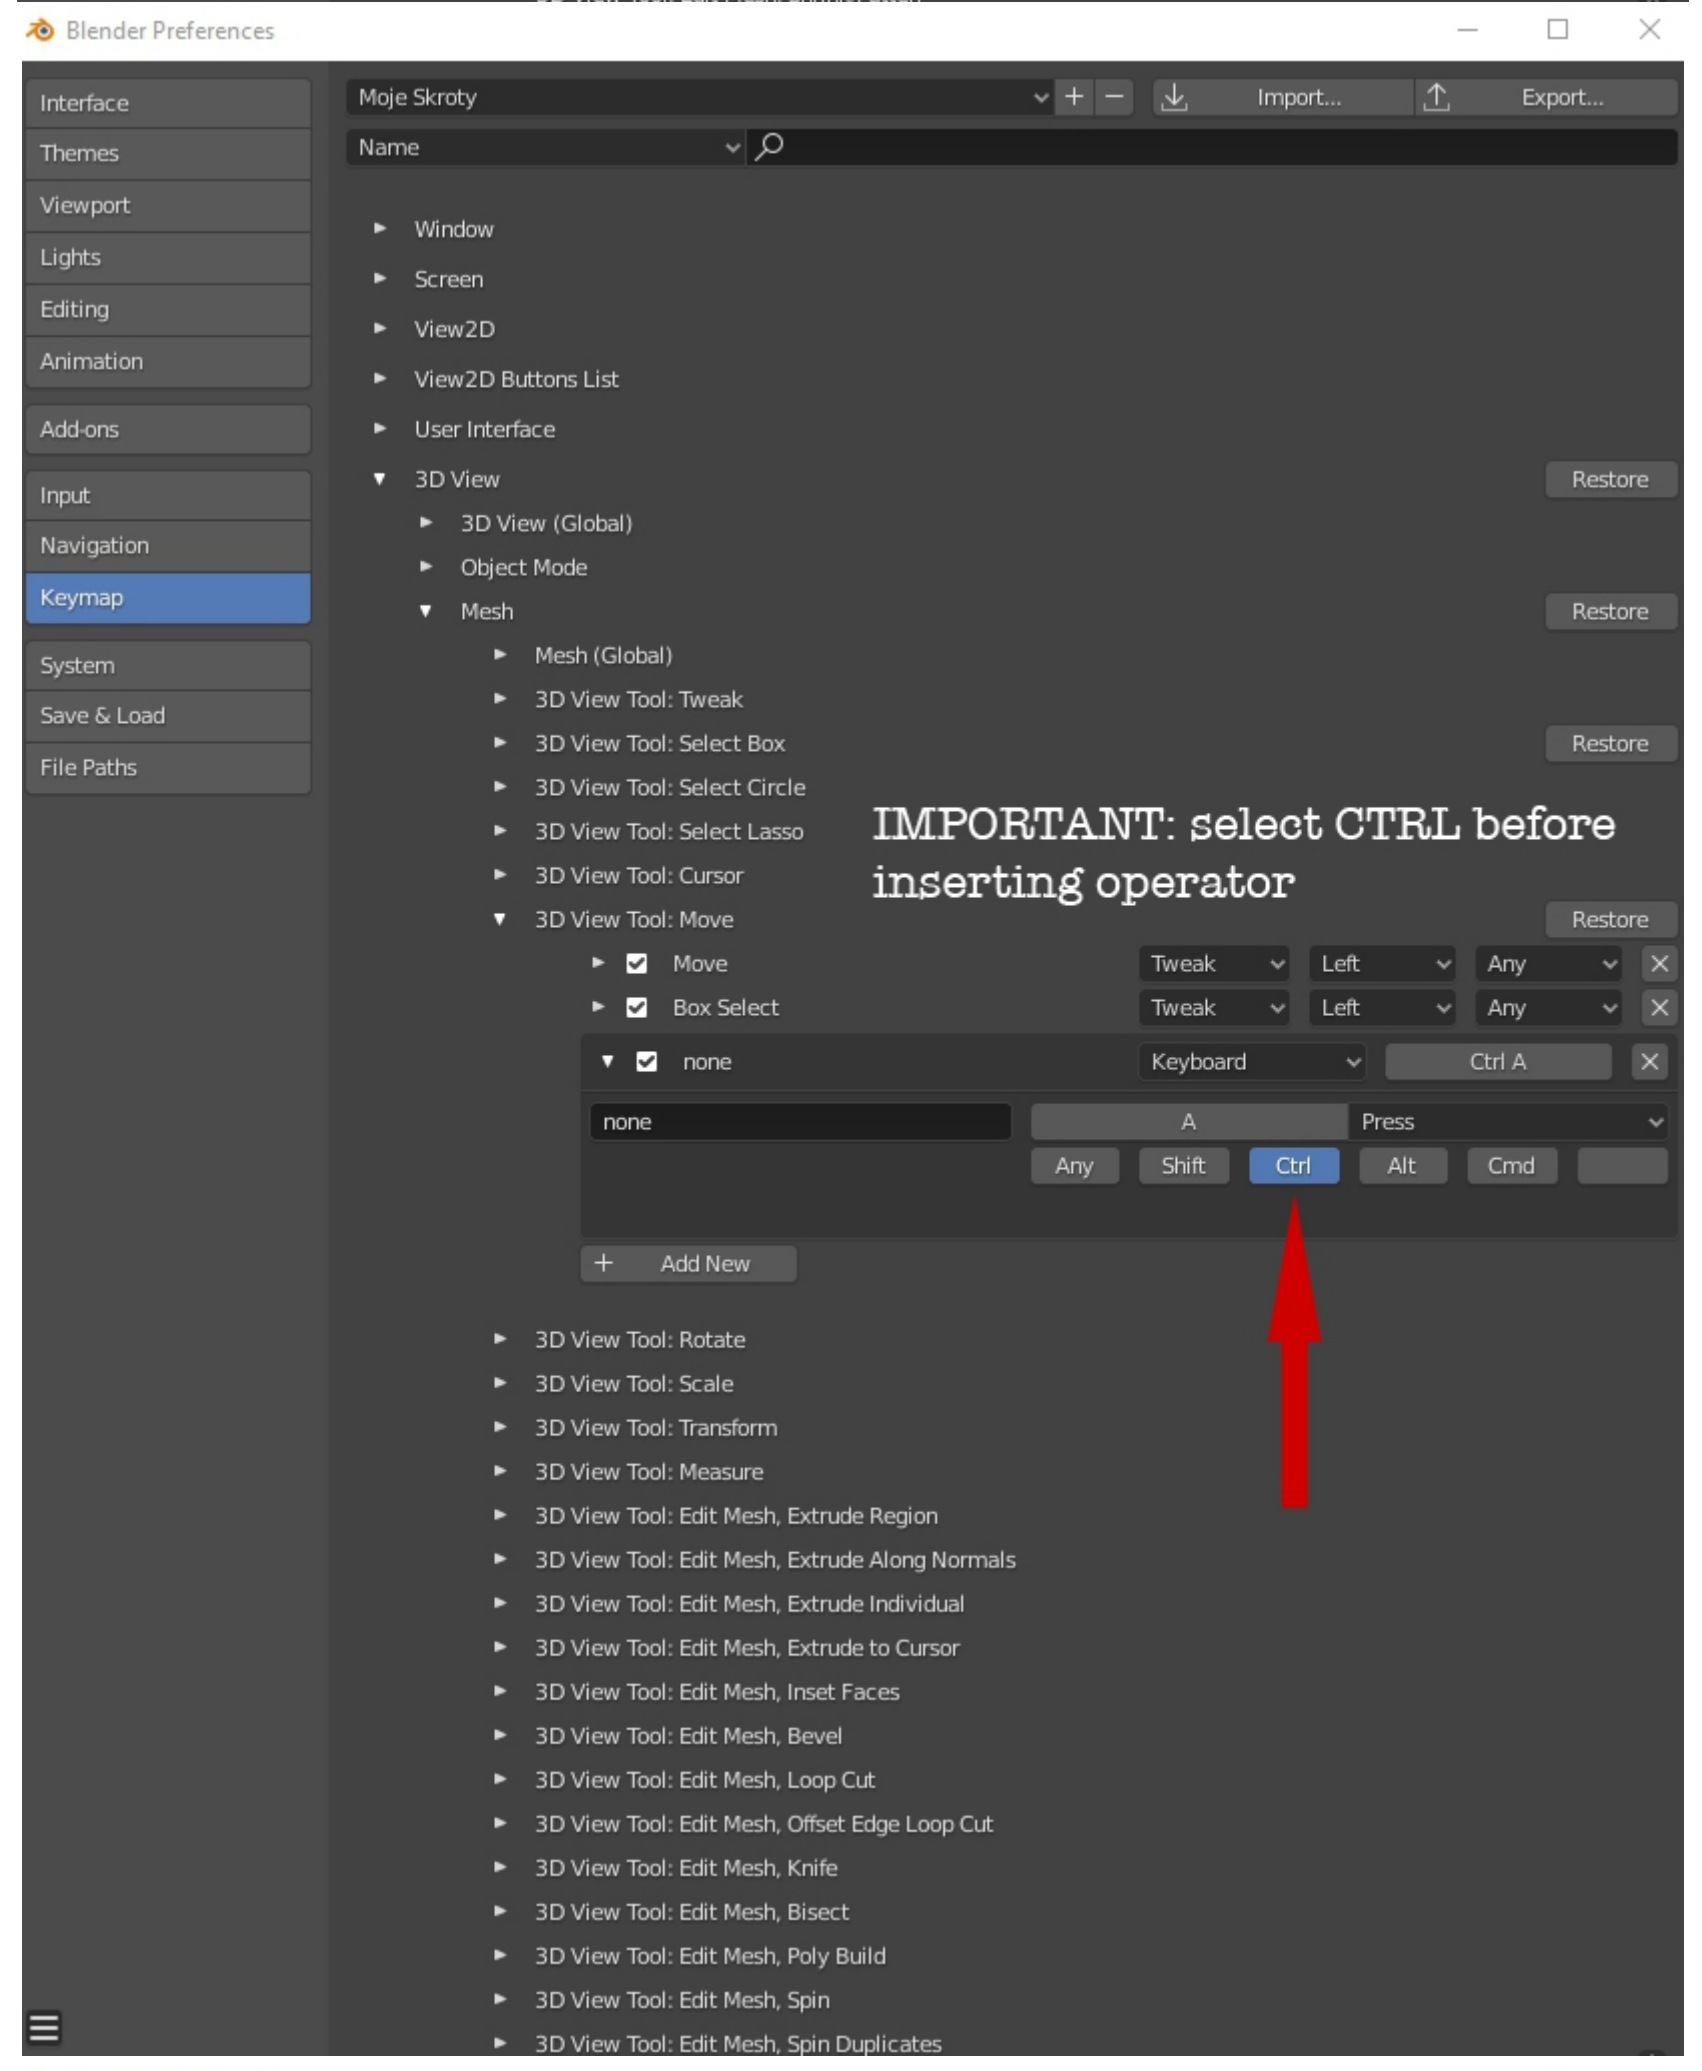 Blender Preferences
Interface
Themes
Viewport
Lights
Editing
Animation
Add-ons
Input
Navigation
Keymap
System
Save & Load
File Paths
Moje Skroty
Import...
Export...
Name
Window
Screen
View2D
View2D Buttons List
User Interface
3D View Restore
3D View (Global)
Object Mode
Mesh Restore
Mesh (Global)
3D View Tool: Tweak
3D View Tool: Select Box Restore
3D View Tool: Select Circle
3D View Tool: Select Lasso
3D View Tool: Cursor
IMPORTANT: select CTRL before
inserting operator
3D View Tool: Move Restore
Move Tweak Left Any
Box Select Tweak Left Any
none Keyboard Ctrl A
none A Press
Any Shift Ctrl Alt Cmd
Add New
3D View Tool: Rotate
3D View Tool: Scale
3D View Tool: Transform
3D View Tool: Measure
3D View Tool: Edit Mesh, Extrude Region
3D View Tool: Edit Mesh, Extrude Along Normals
3D View Tool: Edit Mesh, Extrude Individual
3D View Tool: Edit Mesh, Extrude to Cursor
3D View Tool: Edit Mesh, Inset Faces
3D View Tool: Edit Mesh, Bevel
3D View Tool: Edit Mesh, Loop Cut
3D View Tool: Edit Mesh, Offset Edge Loop Cut
3D View Tool: Edit Mesh, Knife
3D View Tool: Edit Mesh, Bisect
3D View Tool: Edit Mesh, Poly Build
3D View Tool: Edit Mesh, Spin
3D View Tool: Edit Mesh, Spin Duplicates